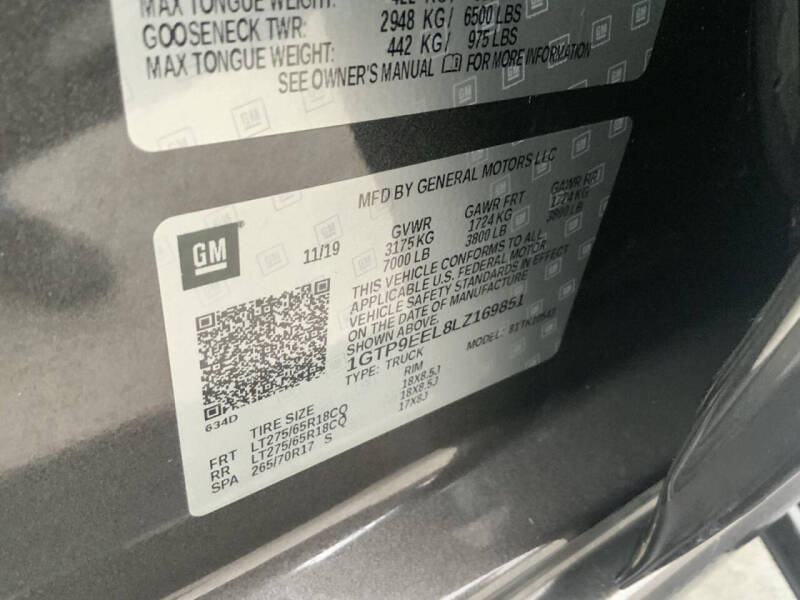 MAX TONGUE WEIGHT:
GOOSENECK TWR: 2948 KG/ 6500 LBS
MAX TONGUE WEIGHT: 442 KG/ 975 LBS
SEE OWNER'S MANUAL FOR MORE INFORMATION
MFD BY GENERAL MOTORS LLC
GM
11/19
GVWR GAWR FRT GAWR RR
3175 KG 1724 KG 1724 KG
7000 LB 3800 LB 3800 LB
THIS VEHICLE CONFORMS TO ALL
APPLICABLE U.S. FEDERAL MOTOR
VEHICLE SAFETY STANDARDS IN EFFECT
ON THE DATE OF MANUFACTURE
SHOWN ABOVE.
1GTP9EEL8LZ169851
TYPE: TRUCK MODEL:
634D
TIRE SIZE RIM
FRT LT275/65R18CQ 18X8.5J
RR LT275/65R18CQ 18X8.5J
SPA 265/70R17 S 17X8J